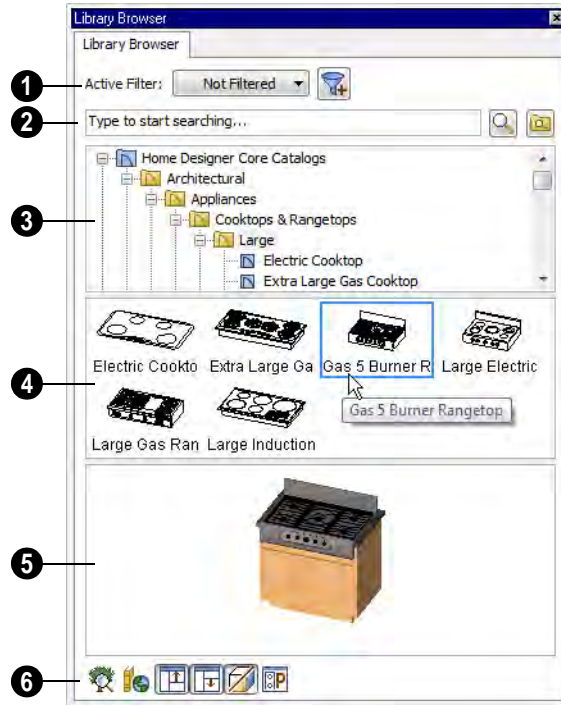 Library Browser
Library Browser
1
Active Filter: Not Filtered
2
Type to start searching...
3
Home Designer Core Catalogs
Architectural
Appliances
Cooktops & Rangetops
Large
Electric Cooktop
Extra Large Gas Cooktop
4
Electric Cookto Extra Large Ga Gas 5 Burner R Large Electric
Gas 5 Burner Rangetop
Large Gas Ran Large Induction
5
6
P